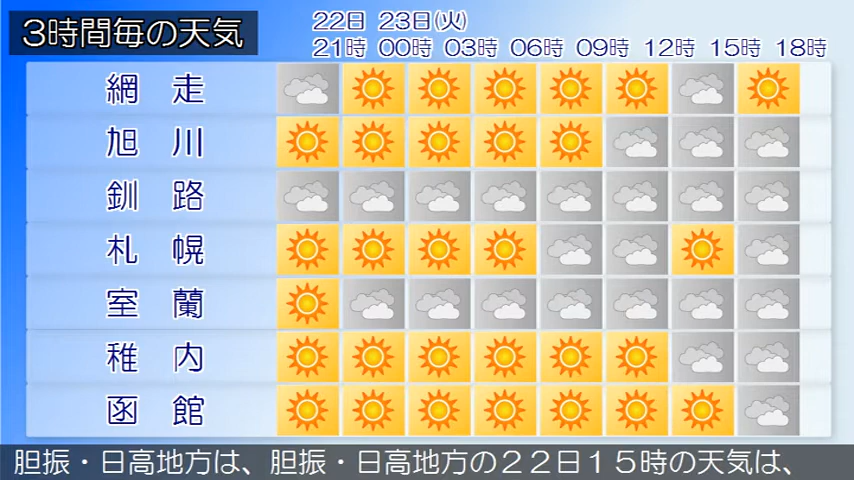 3時間毎の天気
22日 23日(火)
21時 00時 03時 06時 09時 12時 15時 18時
網 走
旭 川
釧 路
札 幌
室 蘭
稚 内
函 館
胆振・日高地方は、胆振・日高地方の22日15時の天気は、